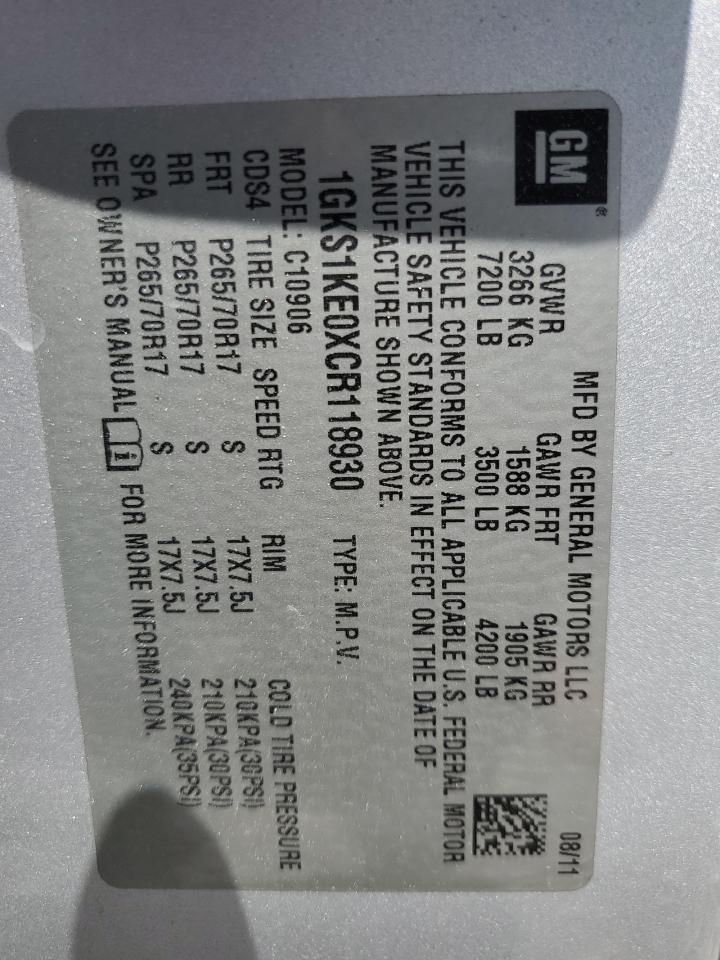 GM®
MFD BY GENERAL MOTORS LLC 08/11
GVWR GAWR FRT GAWR RR
3266 KG 1588 KG 1905 KG
7200 LB 3500 LB 4200 LB
THIS VEHICLE CONFORMS TO ALL APPLICABLE U.S. FEDERAL MOTOR
VEHICLE SAFETY STANDARDS IN EFFECT ON THE DATE OF
MANUFACTURE SHOWN ABOVE.
1GKS1KE0XCR118930 TYPE: M.P.V.
MODEL: C10906
CDS4 TIRE SIZE SPEED RTG RIM COLD TIRE PRESSURE
FRT P265/70R17 S 17X7.5J 210KPA(30PSI)
RR P265/70R17 S 17X7.5J 210KPA(30PSI)
SPA P265/70R17 S 17X7.5J 240KPA(35PSI)
SEE OWNER'S MANUAL i FOR MORE INFORMATION.